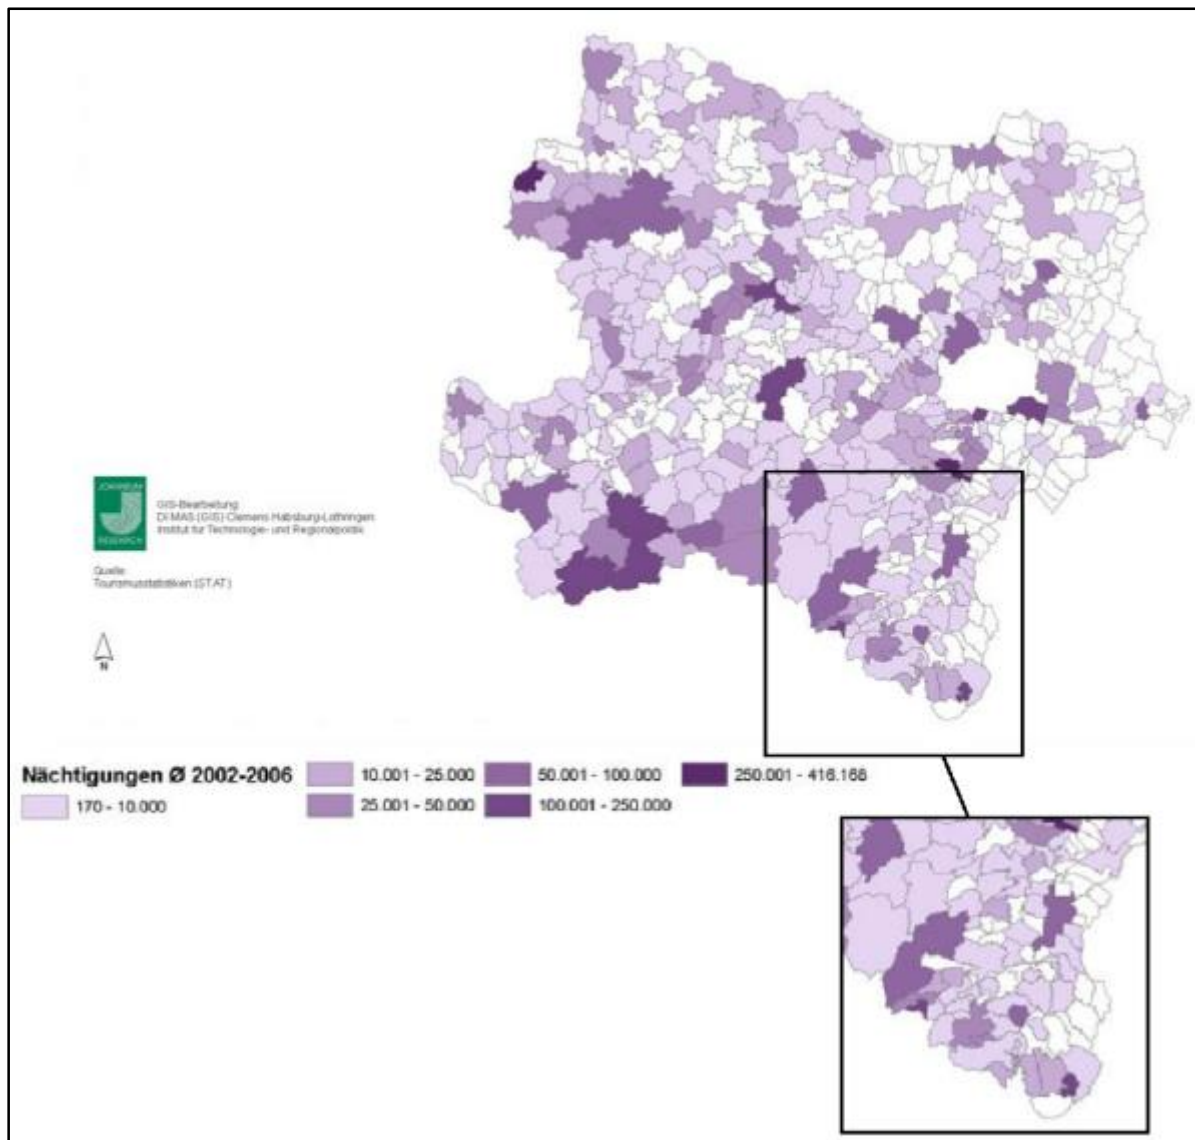 JOANNEUM
RESEARCH
GIS-Bearbeitung:
DI MAS (GIS) Clemens Habsburg-Lothringen
Institut für Technologie- und Regionalpolitik
Quelle:
Tourismusstatistiken (STAT)
N
Nächtigungen Ø 2002-2006
170 - 10.000
10.001 - 25.000
25.001 - 50.000
50.001 - 100.000
100.001 - 250.000
250.001 - 416.168